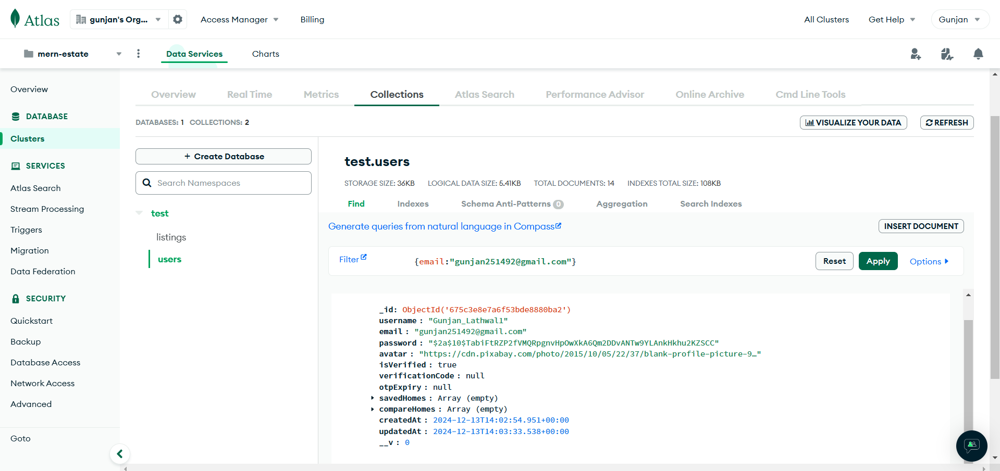 Atlas
gunjan's Org...
Access Manager
Billing
All Clusters
Get Help
Gunjan
mern-estate
Data Services
Charts
Overview
DATABASE
Clusters
SERVICES
Atlas Search
Stream Processing
Triggers
Migration
Data Federation
SECURITY
Quickstart
Backup
Database Access
Network Access
Advanced
Goto
Overview
Real Time
Metrics
Collections
Atlas Search
Performance Advisor
Online Archive
Cmd Line Tools
DATABASES: 1 COLLECTIONS: 2
VISUALIZE YOUR DATA
REFRESH
+ Create Database
Search Namespaces
test
listings
users
test.users
STORAGE SIZE: 36KB LOGICAL DATA SIZE: 5.41KB TOTAL DOCUMENTS: 14 INDEXES TOTAL SIZE: 108KB
Find
Indexes
Schema Anti-Patterns 0
Aggregation
Search Indexes
Generate queries from natural language in Compass
INSERT DOCUMENT
Filter
{email:"gunjan251492@gmail.com"}
Reset
Apply
Options
_id: ObjectId('675c3e8e7a6f53bde8880ba2')
username : "Gunjan_Lathwal1"
email : "gunjan251492@gmail.com"
password : "$2a$10$TabiFtRZP2fVMQRpgnvHpOwXkA6Qm2DDvANTw9YLAnkHkhu2KZSCC"
avatar : "https://cdn.pixabay.com/photo/2015/10/05/22/37/blank-profile-picture-9…"
isVerified : true
verificationCode : null
otpExpiry : null
savedHomes : Array (empty)
compareHomes : Array (empty)
createdAt : 2024-12-13T14:02:54.951+00:00
updatedAt : 2024-12-13T14:03:33.538+00:00
__v : 0